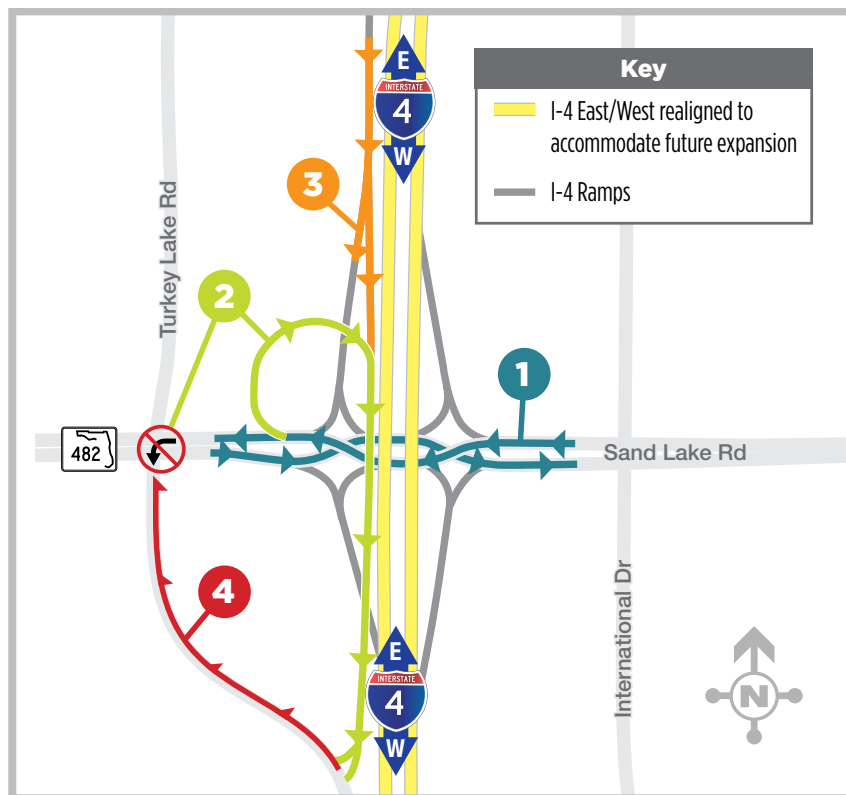 E
INTERSTATE
4
W
Key
I-4 East/West realigned to
accommodate future expansion
I-4 Ramps
Turkey Lake Rd
3
2
1
482
Sand Lake Rd
4
International Dr
E
INTERSTATE
4
W
N